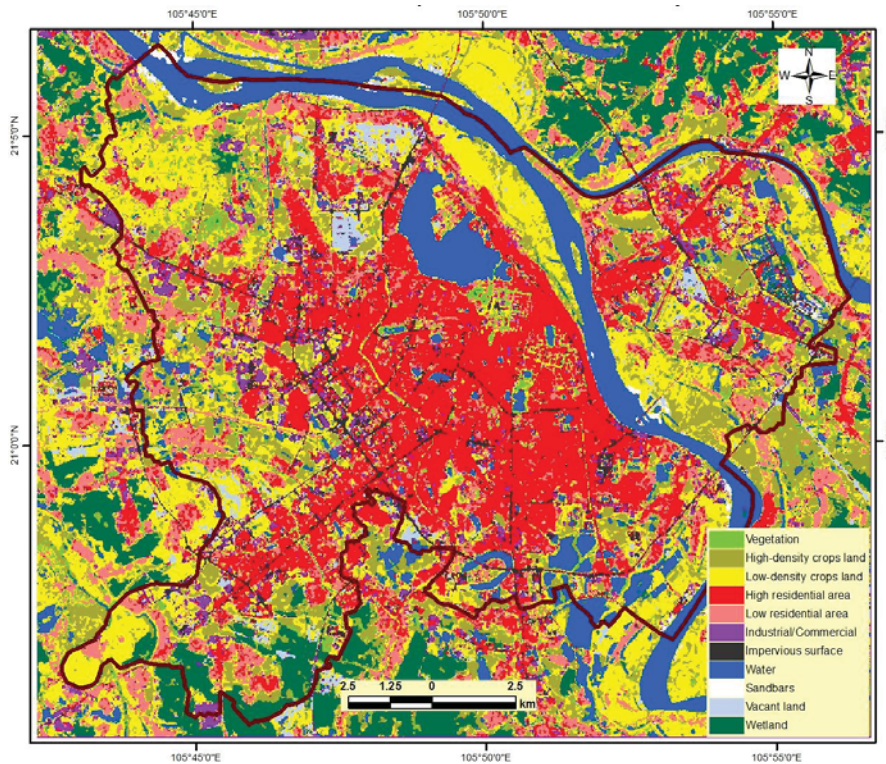 105°45'0"E 105°50'0"E 105°55'0"E
N
W E
S
21°5'0"N
21°0'0"N
Vegetation
High-density crops land
Low-density crops land
High residential area
Low residential area
Industrial/Commercial
Impervious surface
Water
Sandbars
Vacant land
Wetland
2.5 1.25 0 2.5
km
105°45'0"E 105°50'0"E 105°55'0"E